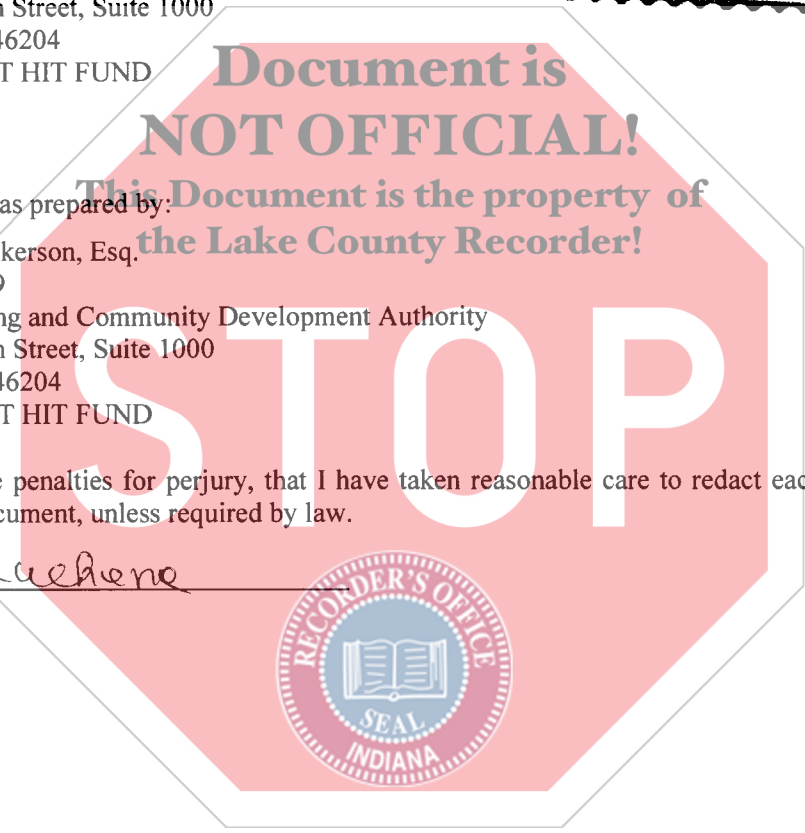 Street, Suite 1000
46204
T HIT FUND
Document is
NOT OFFICIAL!
This Document is the property of
the Lake County Recorder!
as prepared by:
kerson, Esq.
ng and Community Development Authority
Street, Suite 1000
46204
T HIT FUND
STOP
e penalties for perjury, that I have taken reasonable care to redact eac
cument, unless required by law.
RECORDER'S OFFICE
SEAL
INDIANA